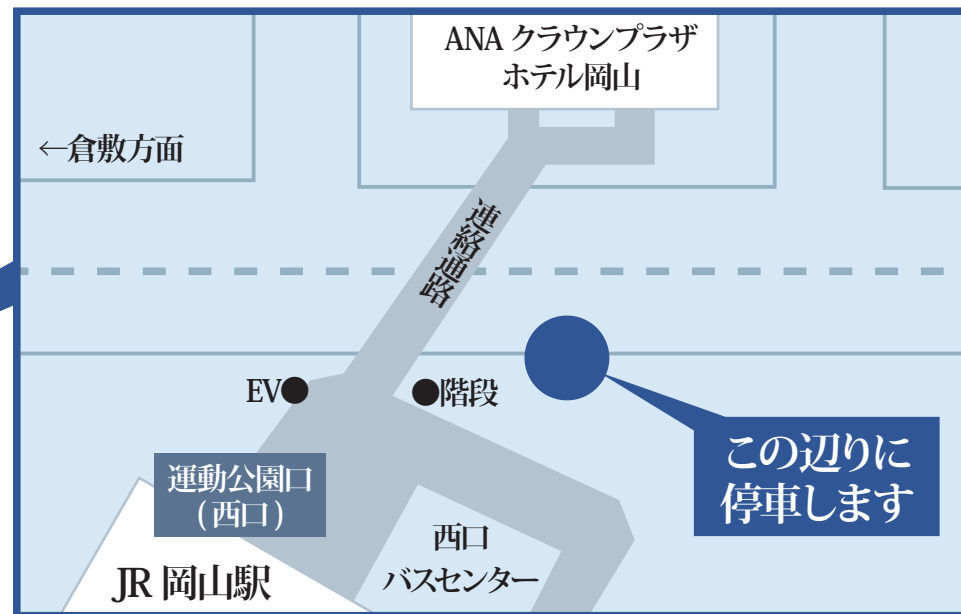 ANA クラウンプラザ
ホテル岡山
←倉敷方面
連絡通路
EV●
●階段
この辺りに
停車します
運動公園口
(西口)
西口
バスセンター
JR 岡山駅